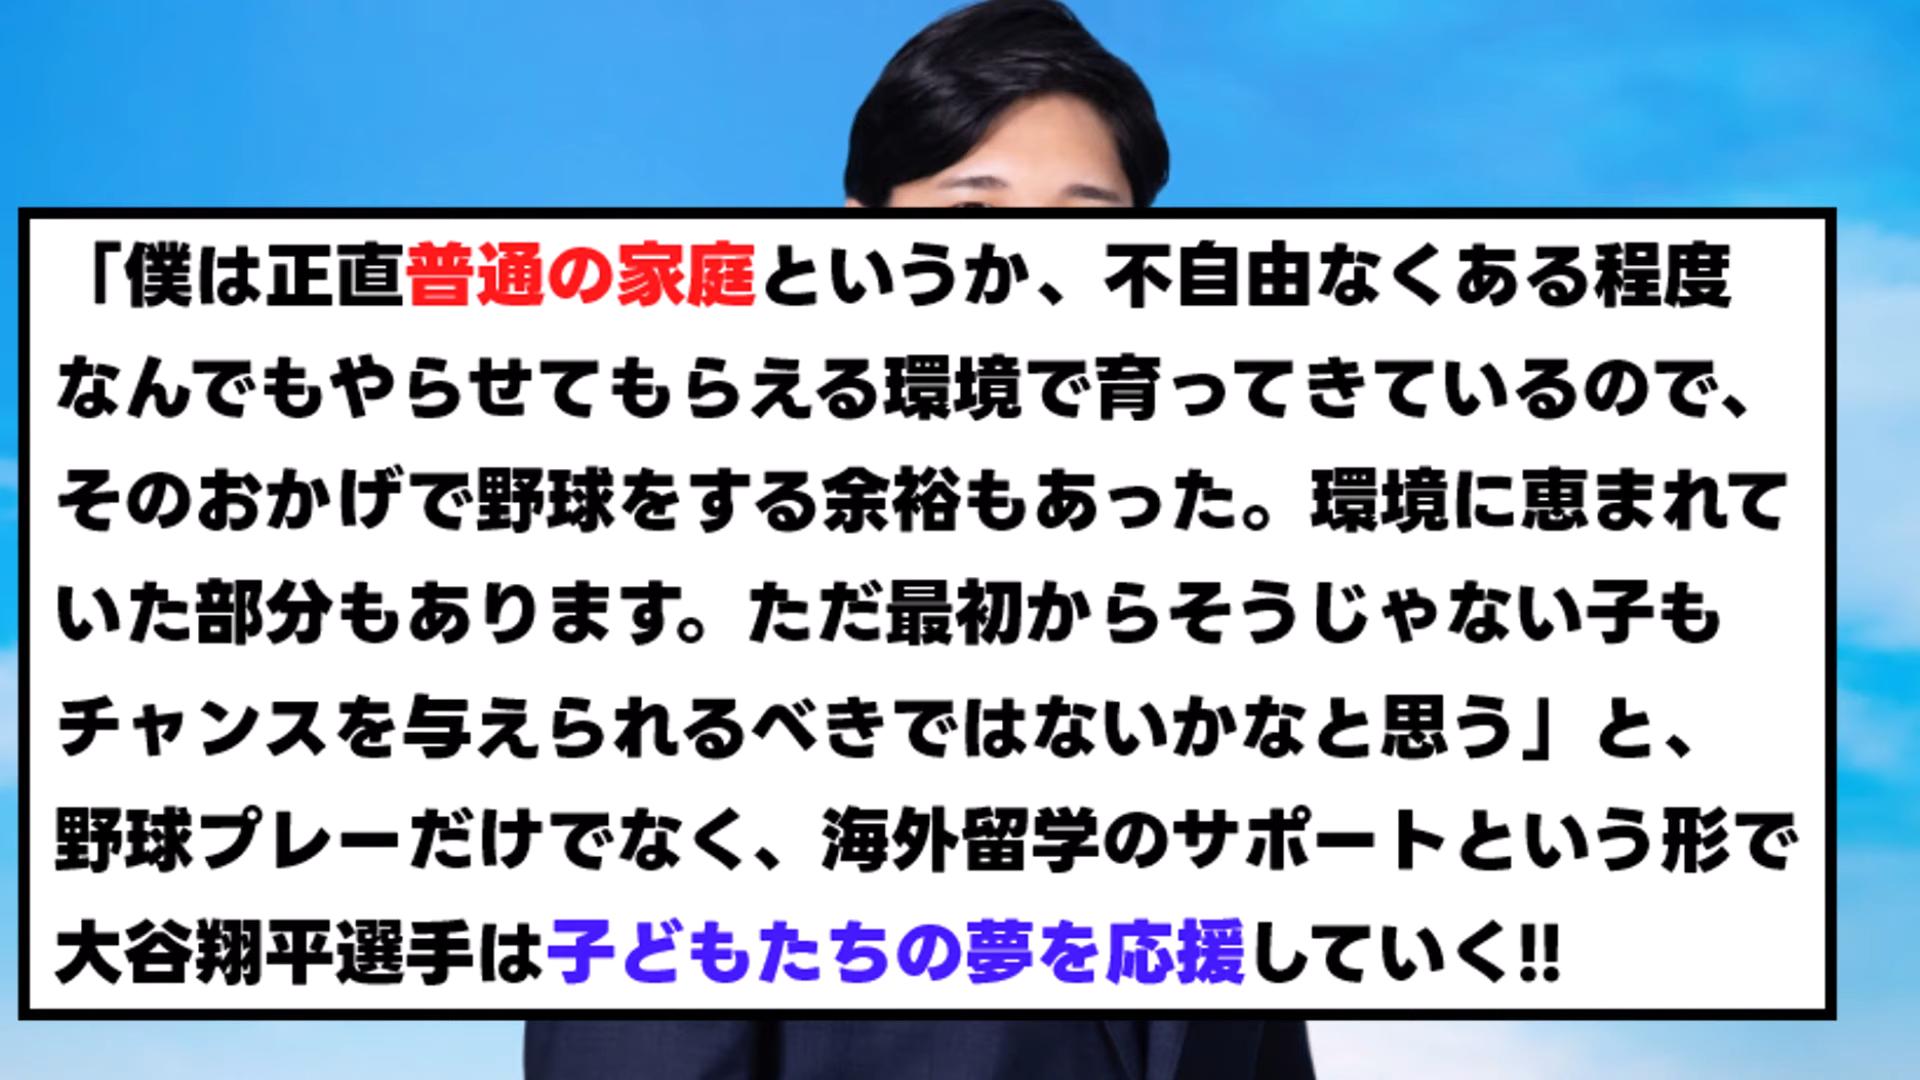 「僕は正直普通の家庭というか、不自由なくある程度
なんでもやらせてもらえる環境で育ってきているので、
そのおかげで野球をする余裕もあった。環境に恵まれて
いた部分もあります。ただ最初からそうじゃない子も
チャンスを与えられるべきではないかなと思う」と、
野球プレーだけでなく、海外留学のサポートという形で
大谷翔平選手は子どもたちの夢を応援していく!!